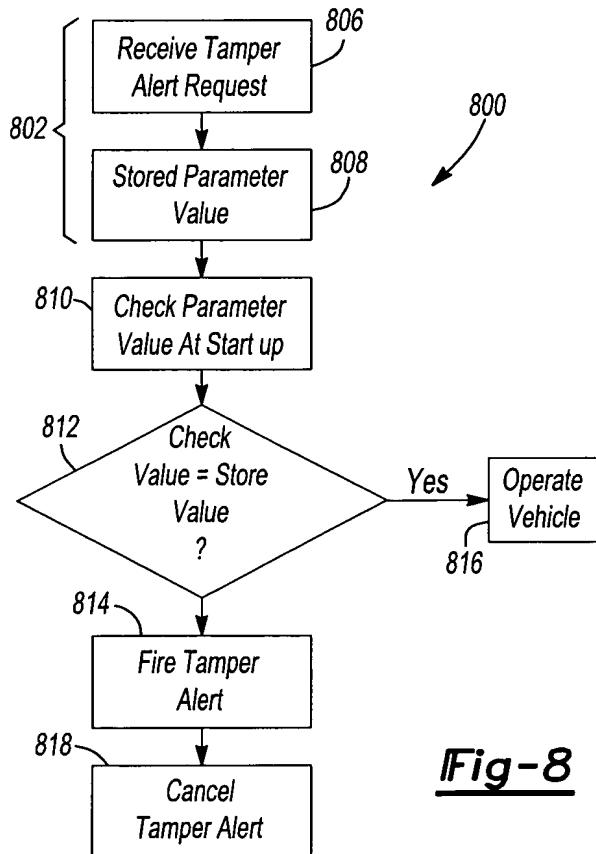 Receive Tamper
Alert Request
806
802
800
Stored Parameter
Value
808
810
Check Parameter
Value At Start up
812
Check
Value = Store
Value
?
Yes
Operate
Vehicle
816
814
Fire Tamper
Alert
818
Cancel
Tamper Alert
Fig-8